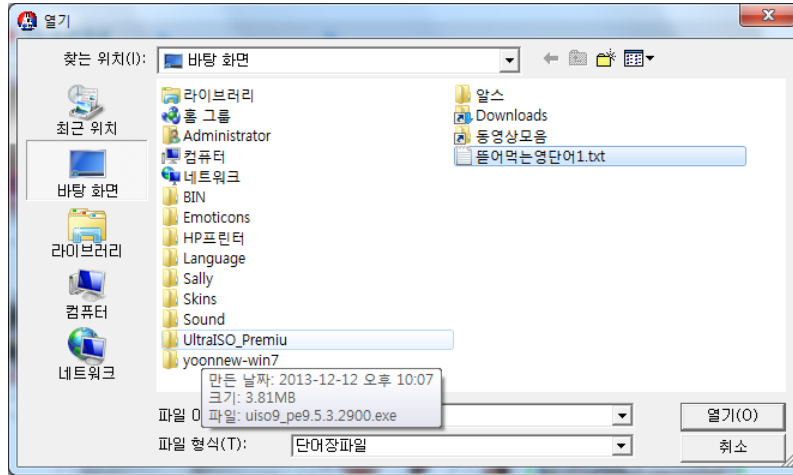 열기
찾는 위치(I):
바탕 화면
최근 위치
바탕 화면
라이브러리
컴퓨터
네트워크
라이브러리
홈 그룹
Administrator
컴퓨터
네트워크
BIN
Emoticons
HP프린터
Language
Sally
Skins
Sound
UltraISO_Premiu
yoonnew-win7
알스
Downloads
동영상모음
뜯어먹는영단어1.txt
만든 날짜: 2013-12-12 오후 10:07
크기: 3.81MB
파일: uiso9_pe9.5.3.2900.exe
파일
열기(O)
파일 형식(T):
단어장파일
취소